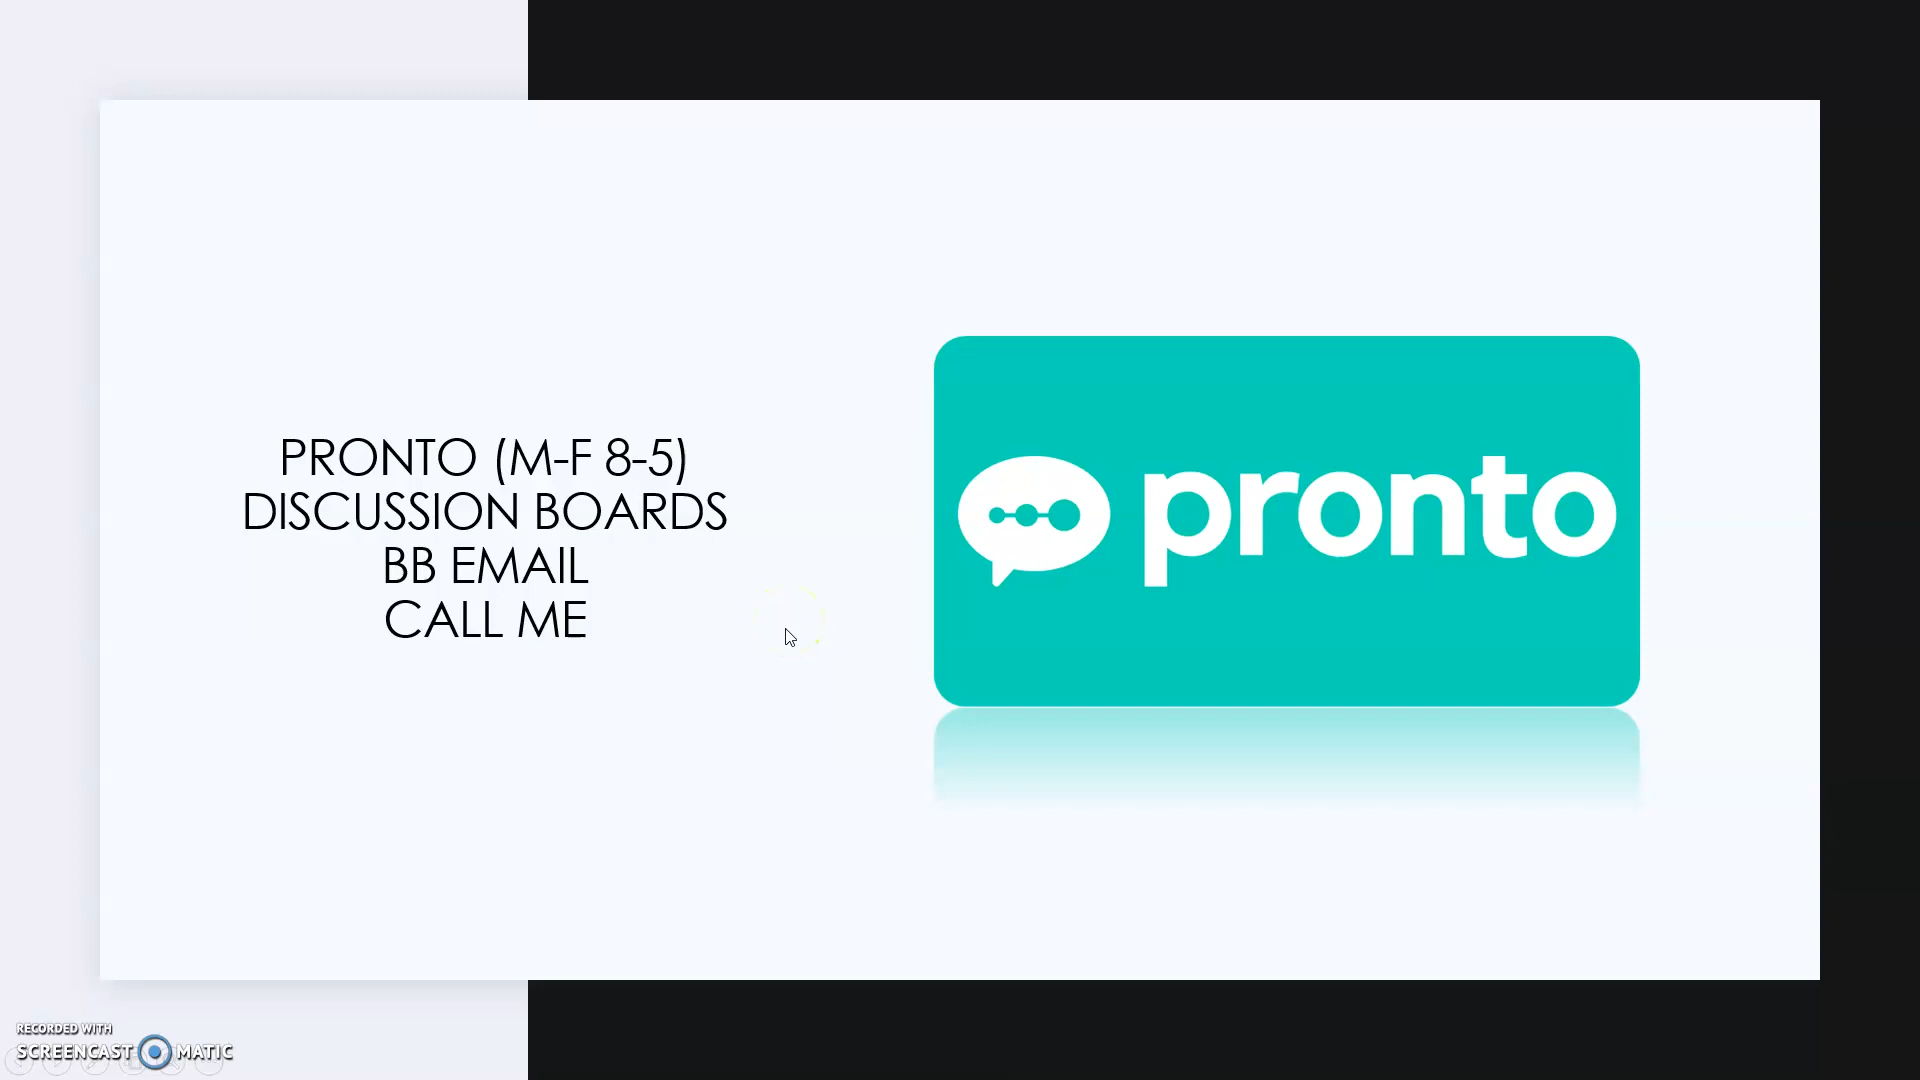 PRONTO (M-F 8-5)
DISCUSSION BOARDS
BB EMAIL
CALL ME
pronto
RECORDED WITH
SCREENCAST MATIC